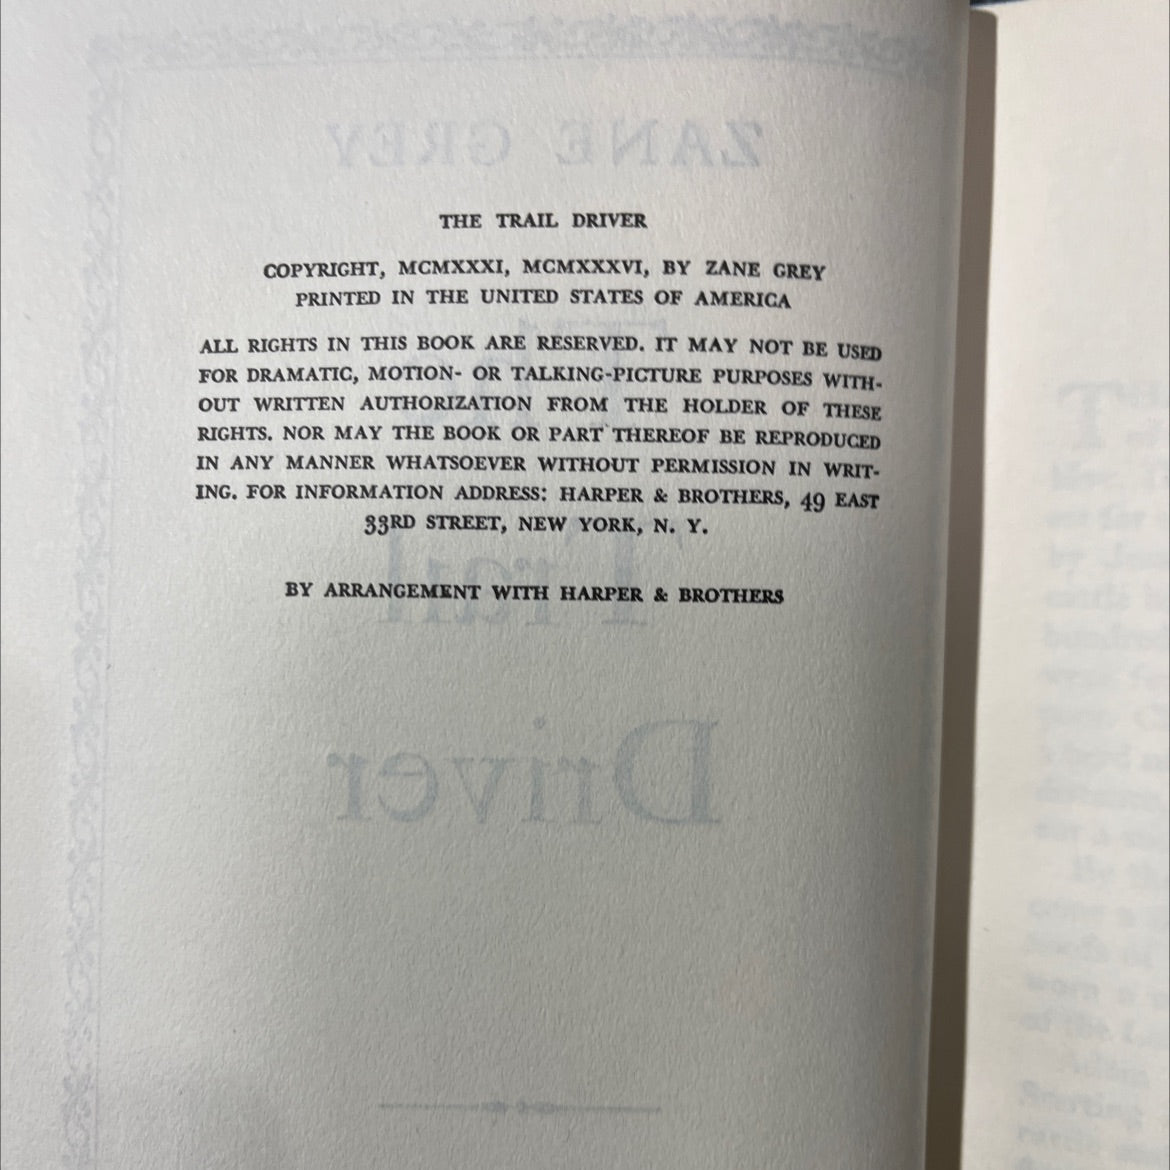 ZANE GREY
THE TRAIL DRIVER
COPYRIGHT, MCMXXXI, MCMXXXVI, BY ZANE GREY
PRINTED IN THE UNITED STATES OF AMERICA
ALL RIGHTS IN THIS BOOK ARE RESERVED. IT MAY NOT BE USED
FOR DRAMATIC, MOTION- OR TALKING-PICTURE PURPOSES WITH-
OUT WRITTEN AUTHORIZATION FROM THE HOLDER OF THESE
RIGHTS. NOR MAY THE BOOK OR PART THEREOF BE REPRODUCED
IN ANY MANNER WHATSOEVER WITHOUT PERMISSION IN WRIT-
ING. FOR INFORMATION ADDRESS: HARPER & BROTHERS, 49 EAST
33RD STREET, NEW YORK, N. Y.
Trail
BY ARRANGEMENT WITH HARPER & BROTHERS
Driver